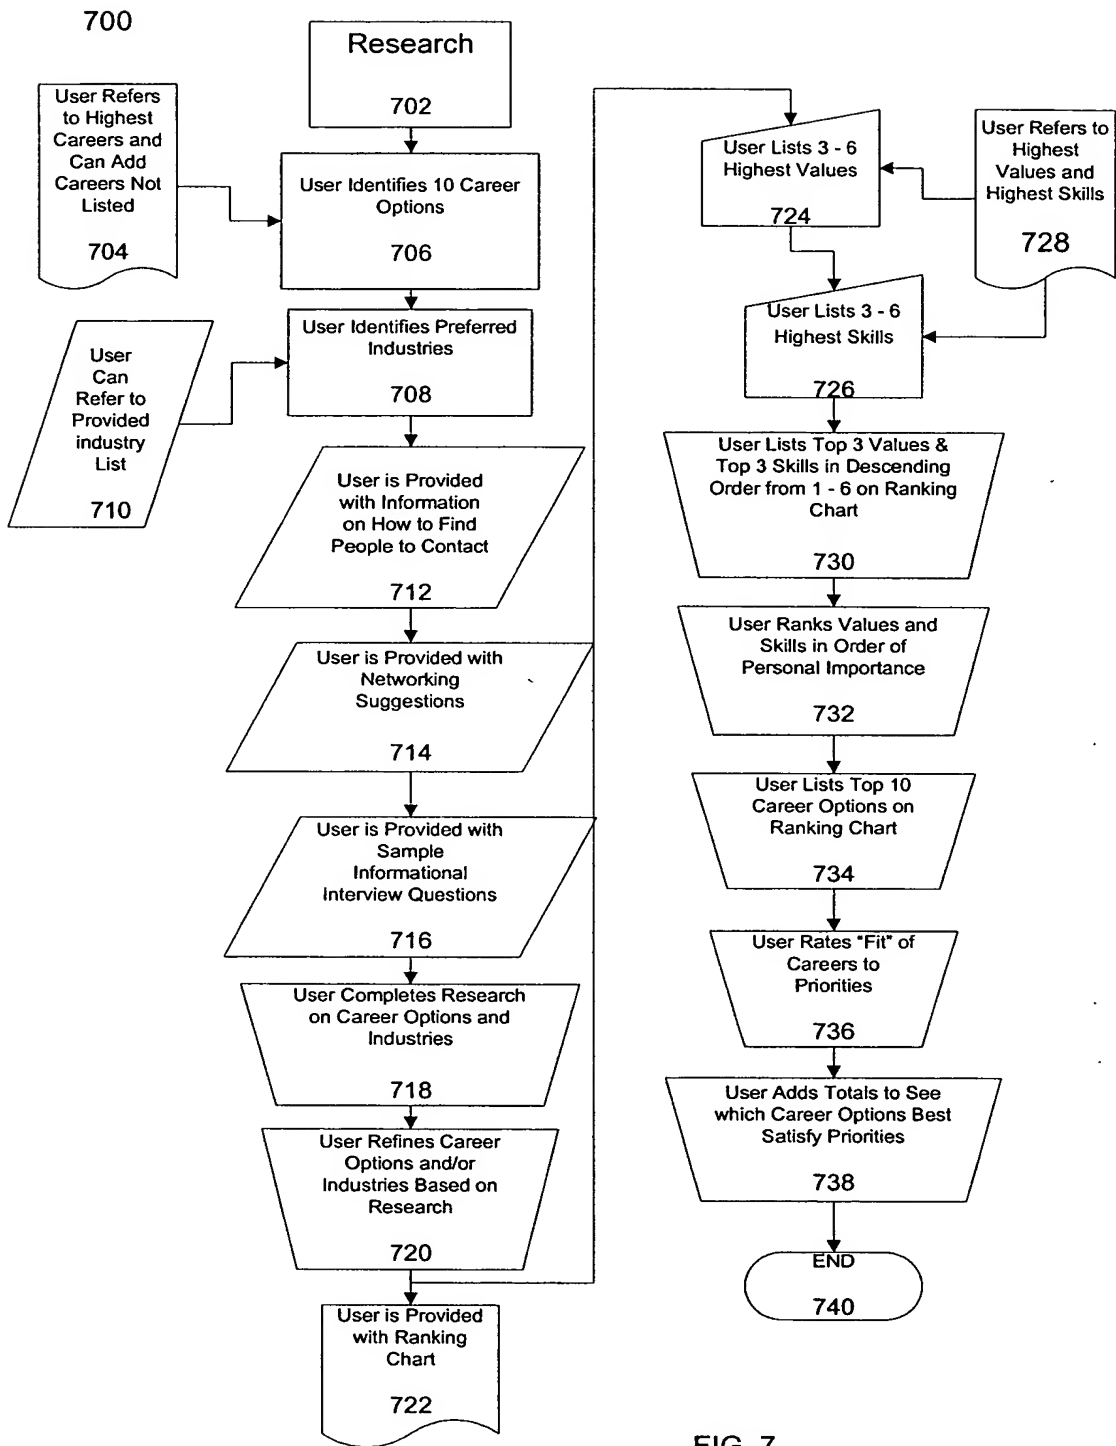 700
Research
702
User Refers
to Highest
Careers and
Can Add
Careers Not
Listed
704
User Identifies 10 Career
Options
706
User Identifies Preferred
Industries
708
User
Can
Refer to
Provided
industry
List
710
User is Provided
with Information
on How to Find
People to Contact
712
User is Provided with
Networking
Suggestions
714
User is Provided with
Sample
Informational
Interview Questions
716
User Completes Research
on Career Options and
Industries
718
User Refines Career
Options and/or
Industries Based on
Research
720
User is Provided
with Ranking
Chart
722
User Lists 3 - 6
Highest Values
724
User Refers to
Highest
Values and
Highest Skills
728
User Lists 3 - 6
Highest Skills
726
User Lists Top 3 Values &
Top 3 Skills in Descending
Order from 1 - 6 on Ranking
Chart
730
User Ranks Values and
Skills in Order of
Personal Importance
732
User Lists Top 10
Career Options on
Ranking Chart
734
User Rates "Fit" of
Careers to
Priorities
736
User Adds Totals to See
which Career Options Best
Satisfy Priorities
738
END
740
FIG. 7